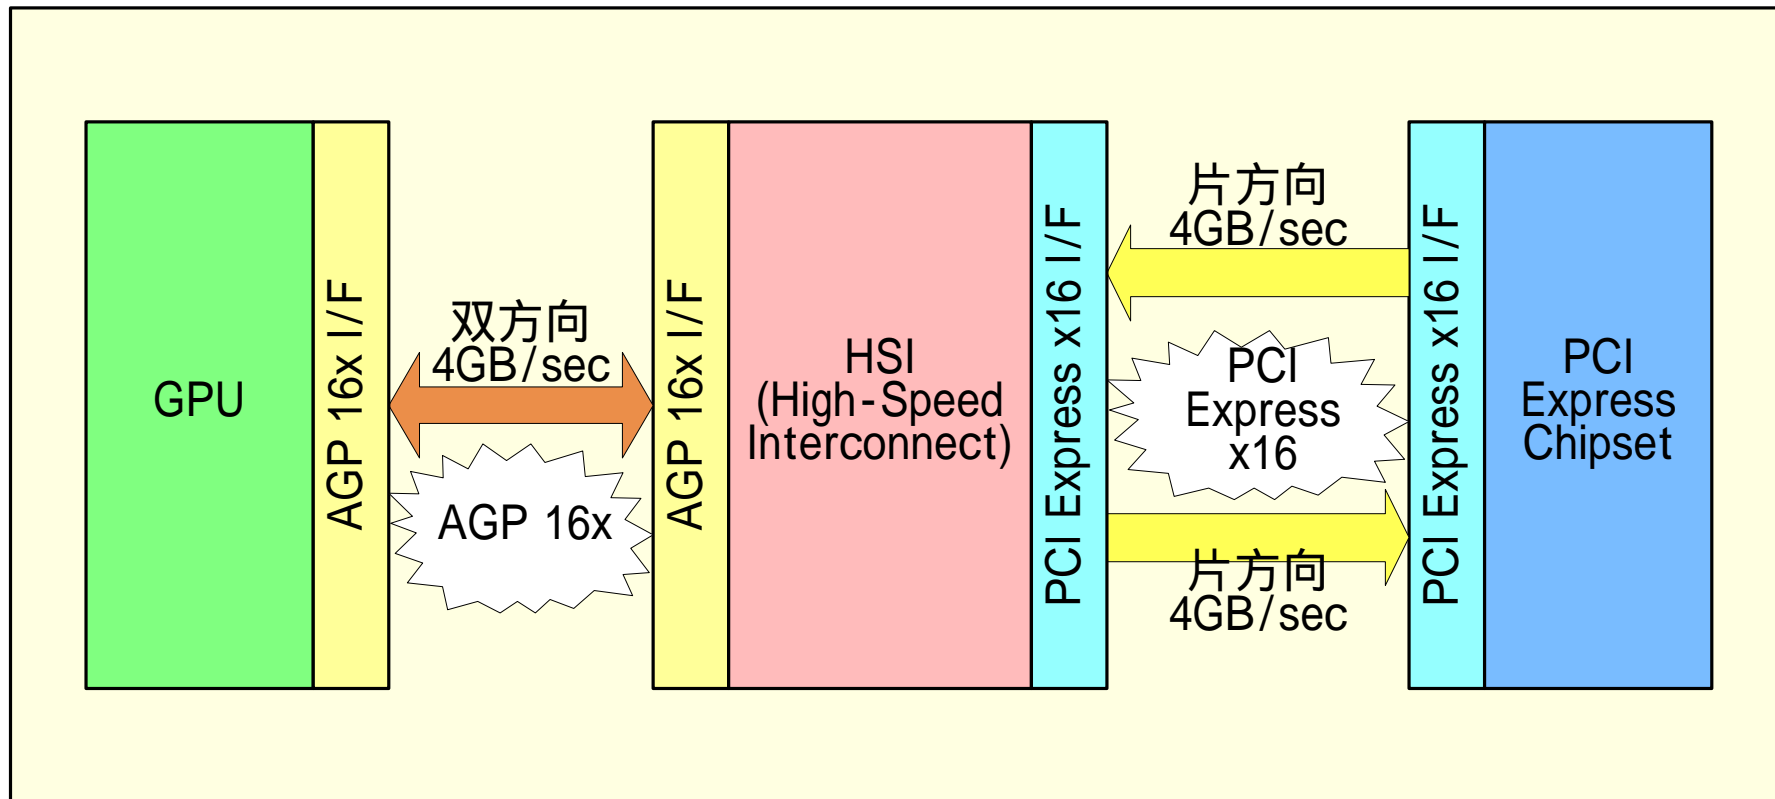 GPU
AGP 16x I/F
双方向
4GB/sec
AGP 16x
AGP 16x I/F
HSI
(High-Speed
Interconnect)
PCI Express x16 I/F
片方向
4GB/sec
PCI
Express
x16
片方向
4GB/sec
PCI Express x16 I/F
PCI
Express
Chipset